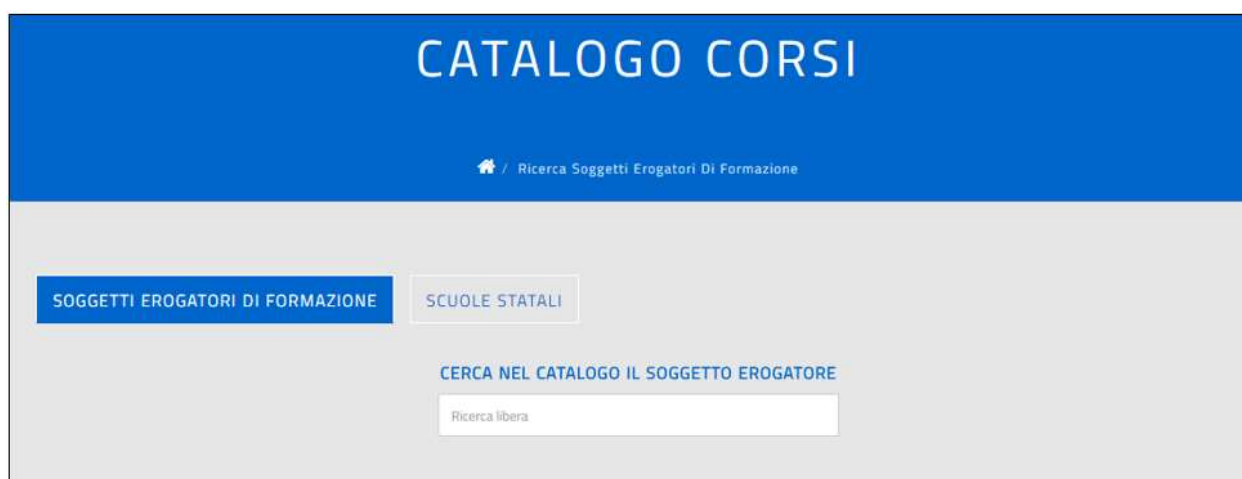 CATALOGO CORSI
/ Ricerca Soggetti Erogatori Di Formazione
SOGGETTI EROGATORI DI FORMAZIONE
SCUOLE STATALI
CERCA NEL CATALOGO IL SOGGETTO EROGATORE
Ricerca libera